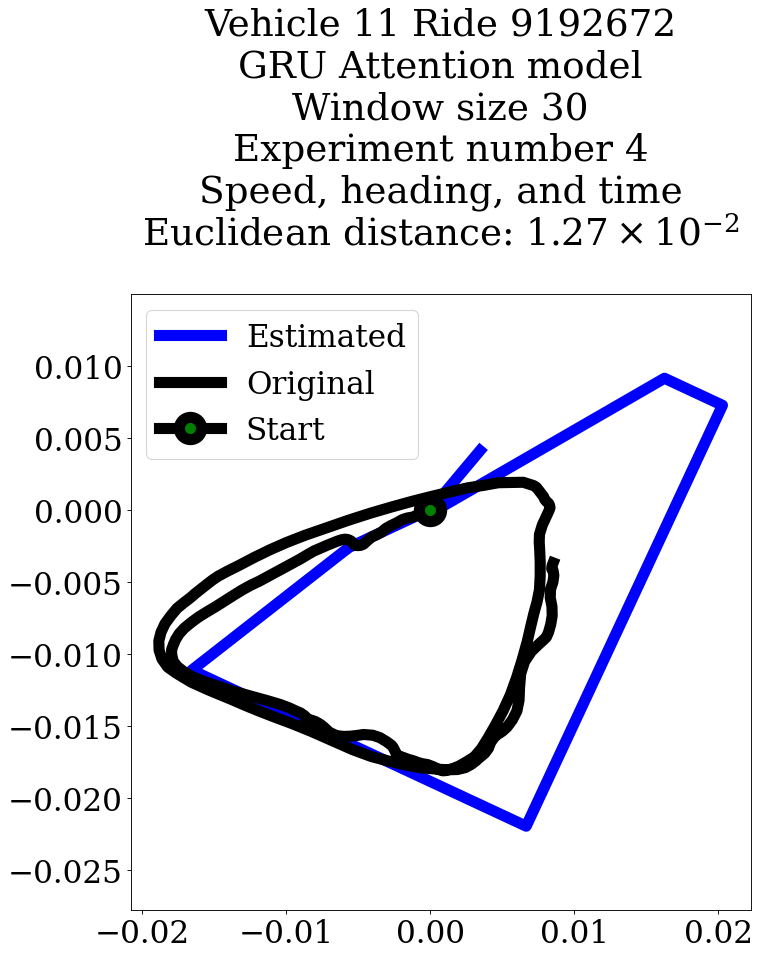 Vehicle 11 Ride 9192672
GRU Attention model
Window size 30
Experiment number 4
Speed, heading, and time
Euclidean distance: 1.27 × 10⁻²
Estimated
Original
Start
0.010
0.005
0.000
−0.005
−0.010
−0.015
−0.020
−0.025
−0.02 −0.01 0.00 0.01 0.02